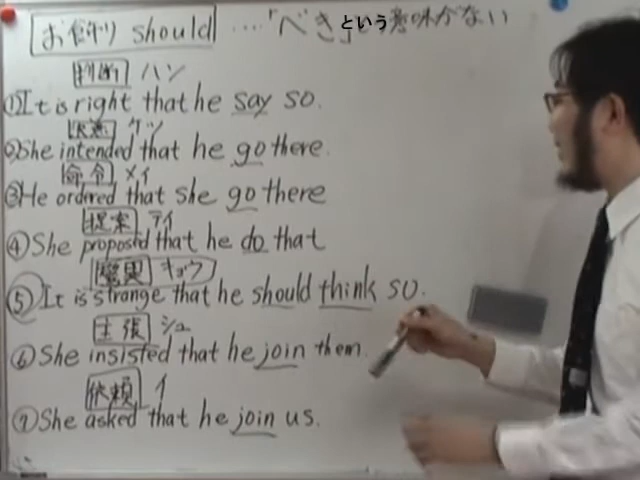 お飾り should ....「べき」という意味がない
判断 ハン
①It is right that he say so.
決意 ケツ
②She intended that he go there.
命令 メイ
③He ordered that she go there
提案 テイ
④She proposed that he do that
驚異 キョウ
⑤It is strange that he should think so.
主張 シュ
⑥She insisted that he join them.
依頼 イ
⑦She asked that he join us.